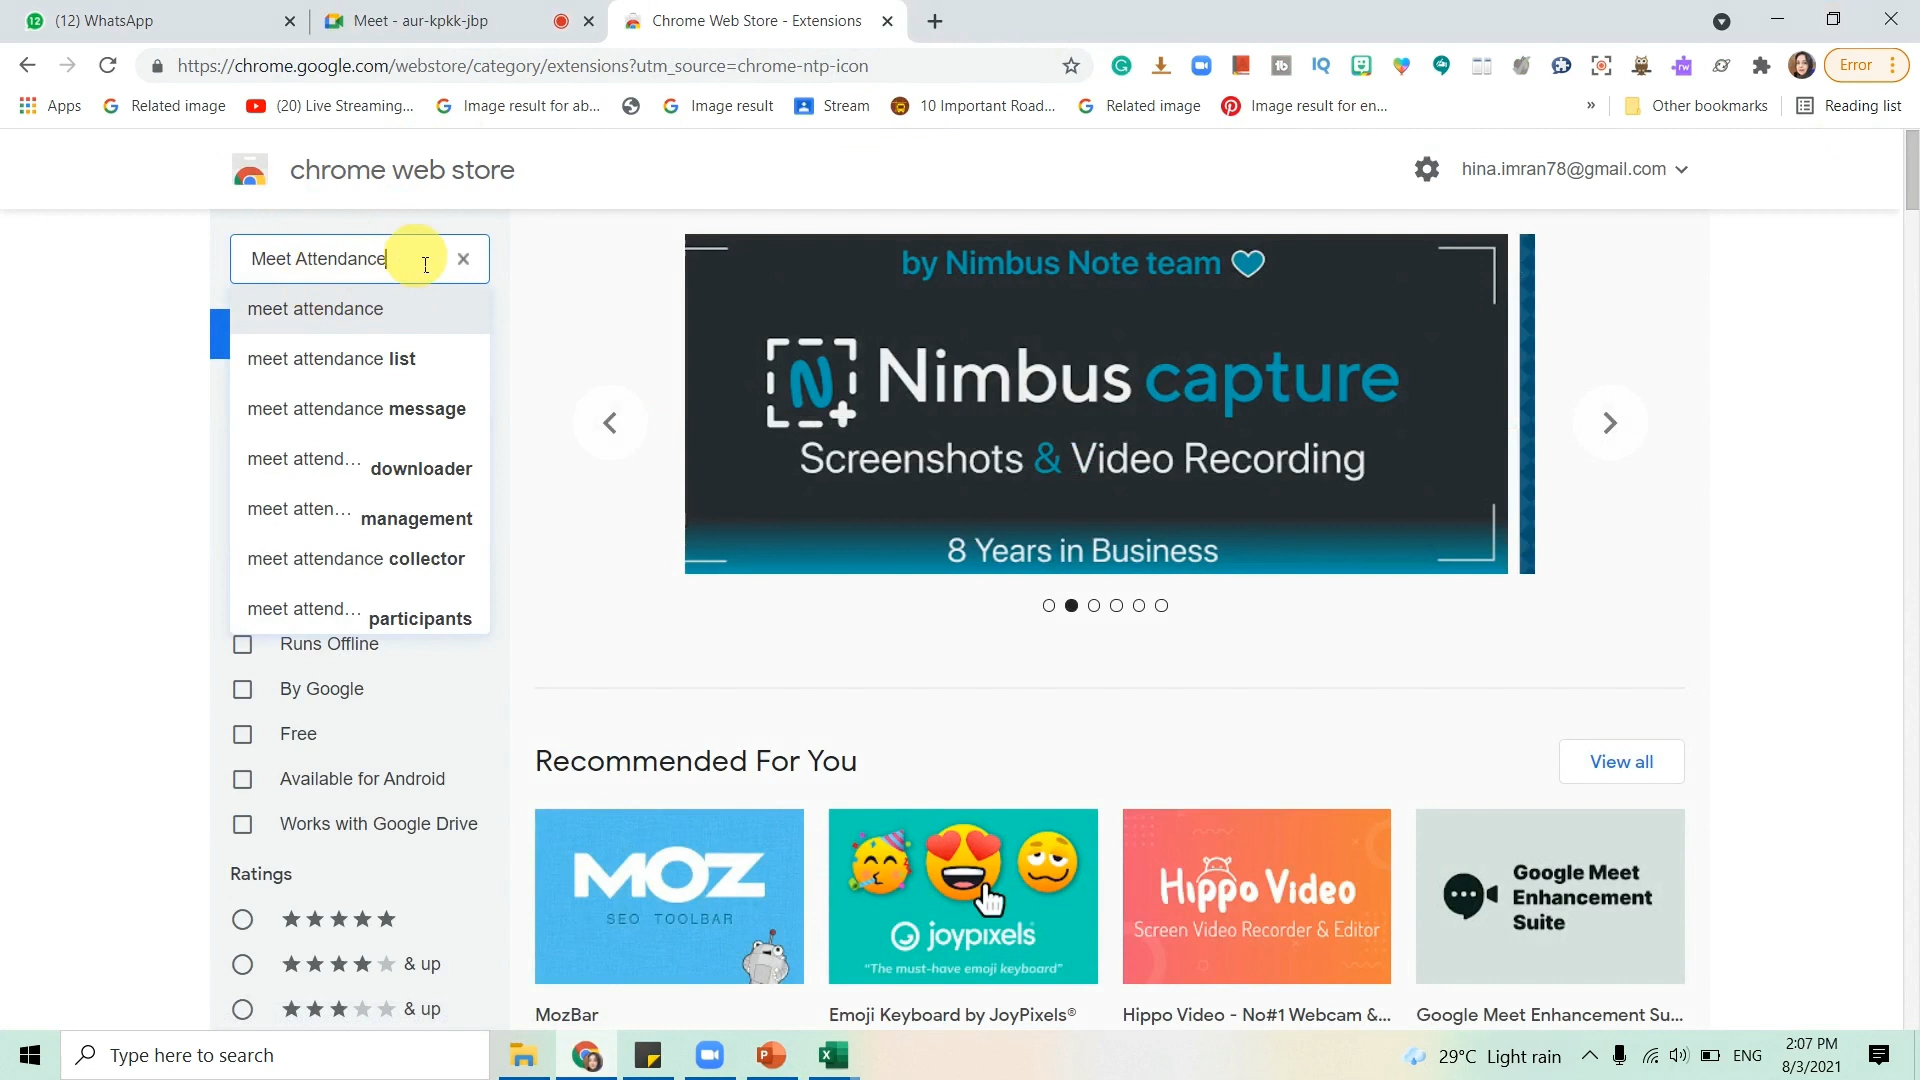 12
(12) WhatsApp
Meet - aur-kpkk-jbp
Chrome Web Store - Extensions
https://chrome.google.com/webstore/category/extensions?utm_source=chrome-ntp-icon
Error
Apps
Related image
(20) Live Streaming...
Image result for ab...
Image result
Stream
10 Important Road...
Related image
Image result for en...
»
Other bookmarks
Reading list
chrome web store
hina.imran78@gmail.com
Meet Attendance
meet attendance
meet attendance list
meet attendance message
meet attend... downloader
meet atten... management
meet attendance collector
meet attend... participants
Runs Offline
By Google
Free
Available for Android
Works with Google Drive
Ratings
& up
& up
by Nimbus Note team
N
Nimbus capture
Screenshots & Video Recording
8 Years in Business
Recommended For You
View all
MOZ
SEO TOOLBAR
joypixels
"The must-have emoji keyboard"
Hippo Video
Screen Video Recorder & Editor
Google Meet
Enhancement
Suite
MozBar
Emoji Keyboard by JoyPixels®
Hippo Video - No#1 Webcam &...
Google Meet Enhancement Su...
Type here to search
29°C Light rain
ENG
2:07 PM
8/3/2021